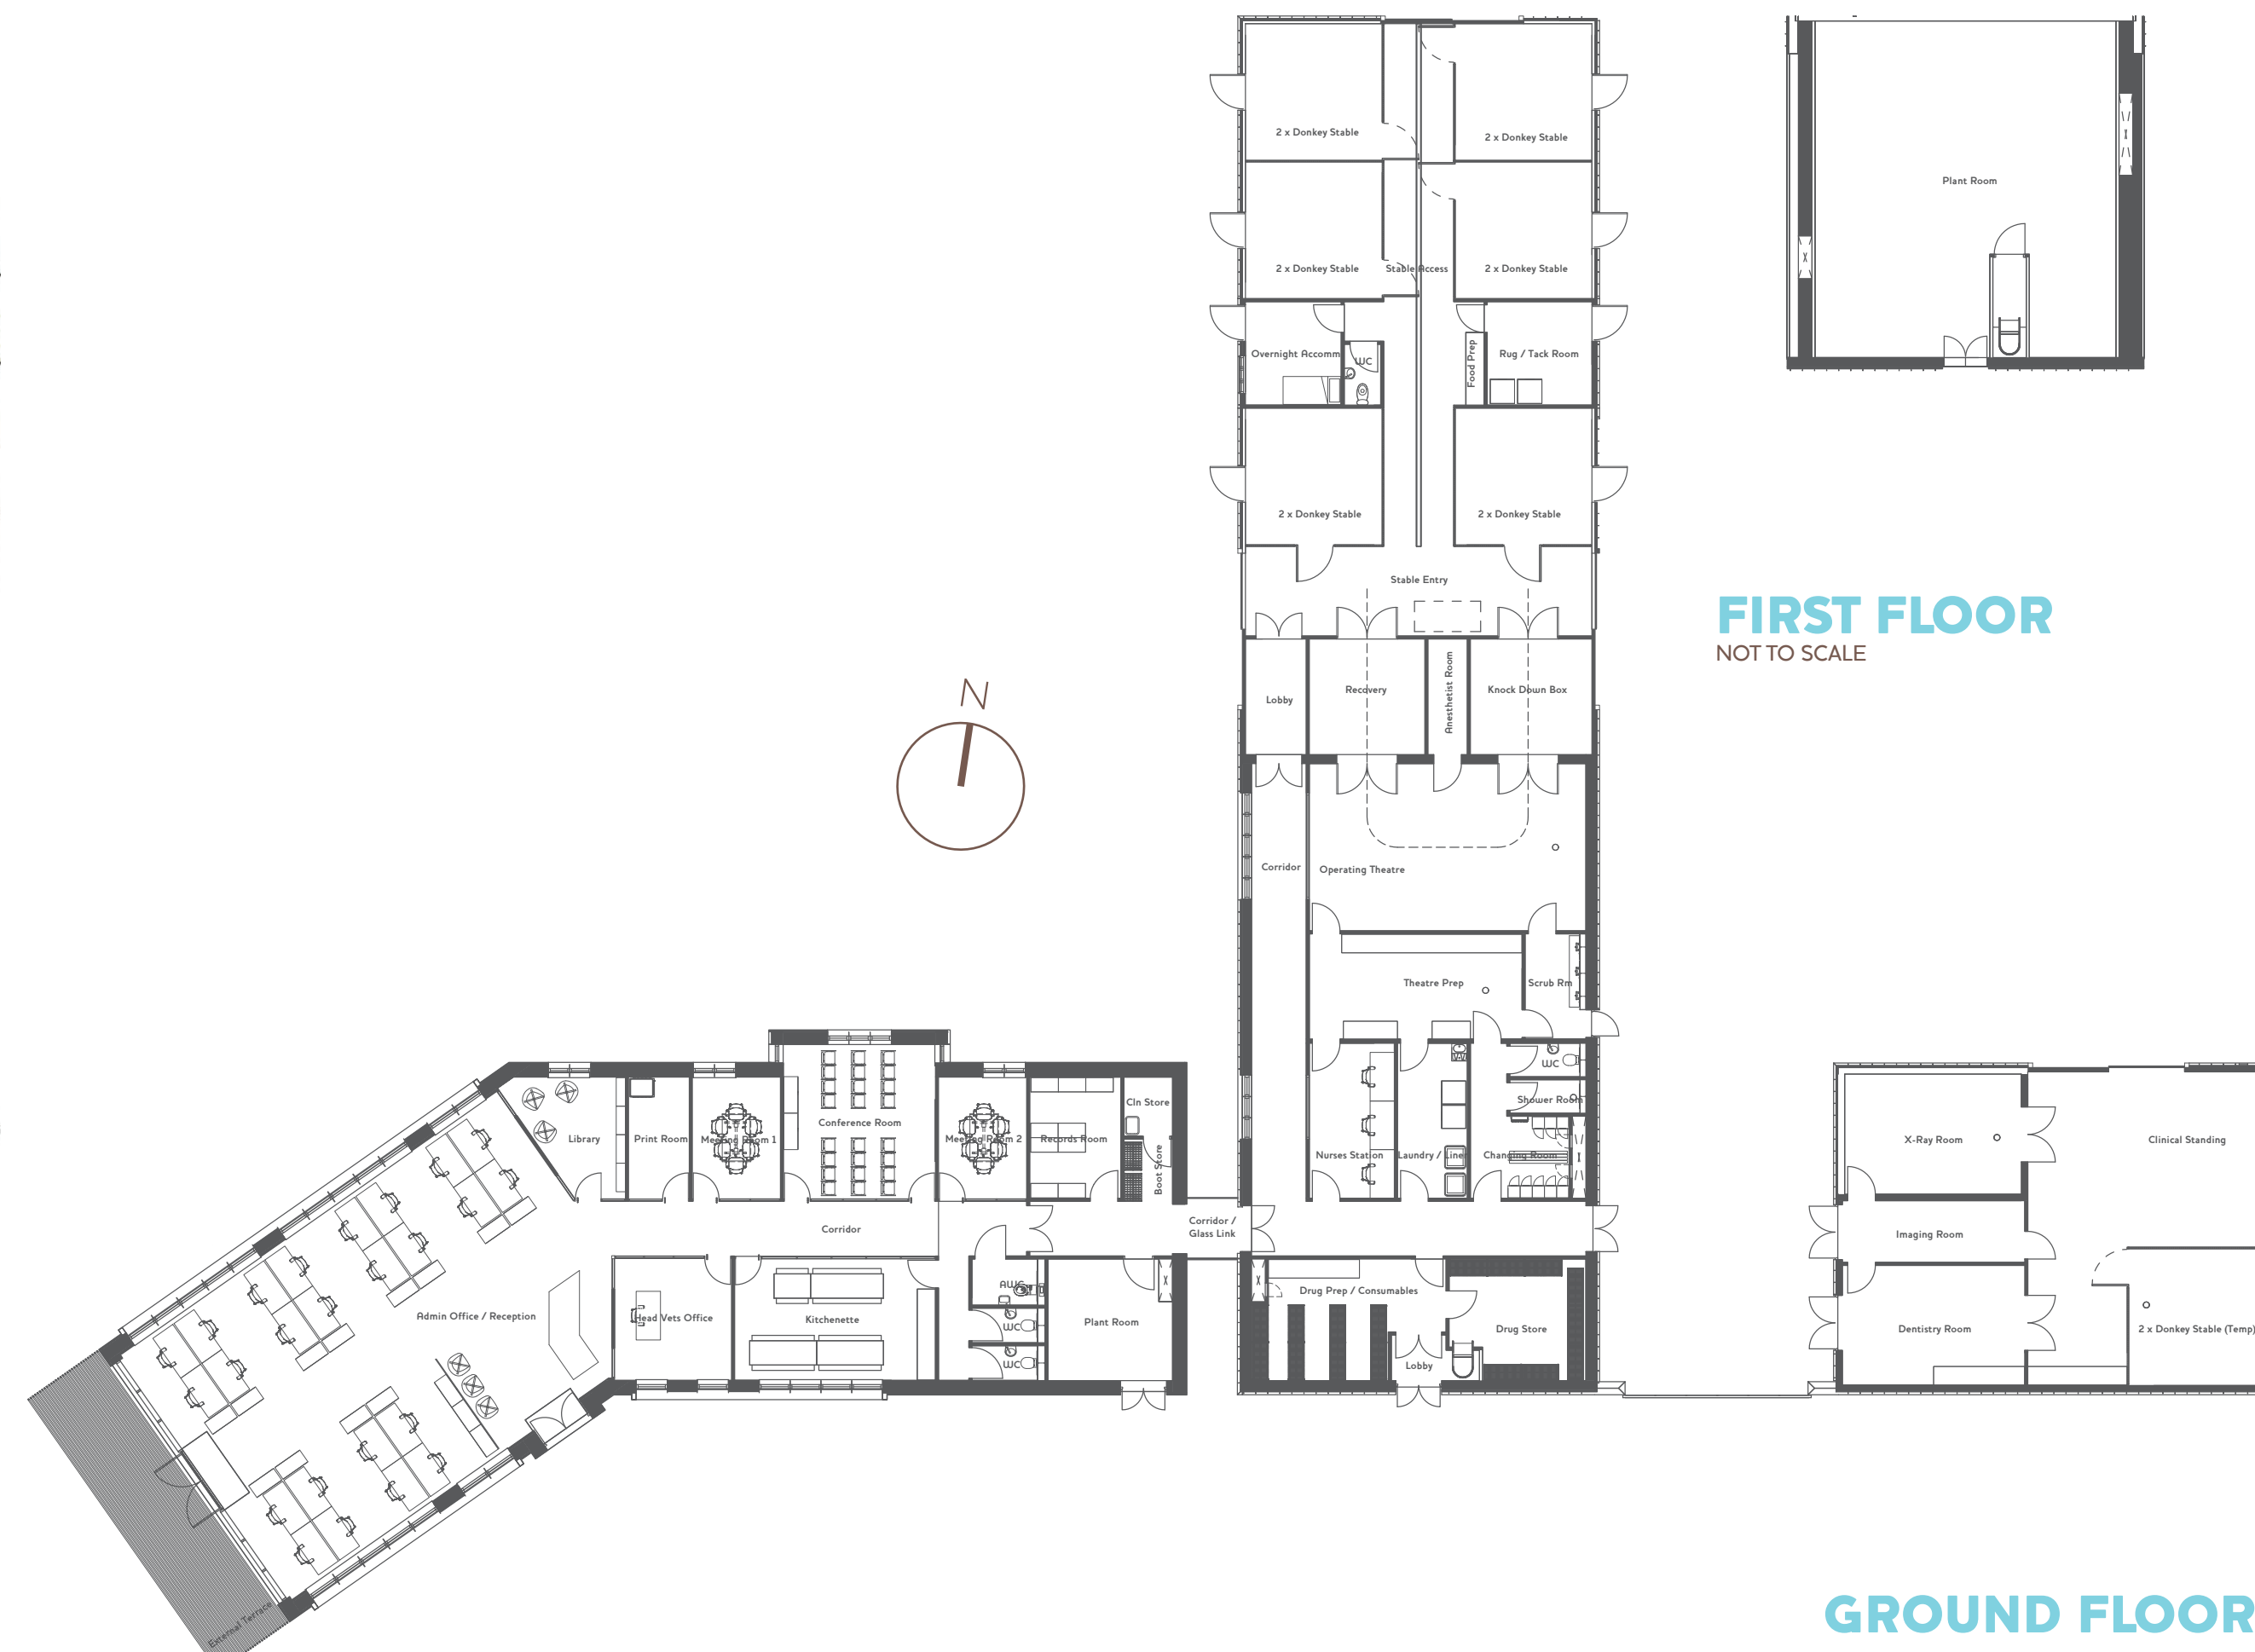 2 x Donkey Stable
2 x Donkey Stable
Plant Room
2 x Donkey Stable
Stable Access
2 x Donkey Stable
Overnight Accomm
WC
Food Prep
Rug / Tack Room
2 x Donkey Stable
2 x Donkey Stable
Stable Entry
FIRST FLOOR
NOT TO SCALE
N
Lobby
Recovery
Anesthetist Room
Knock Down Box
Corridor
Operating Theatre
Theatre Prep
Scrub Rm
WC
Shower Room
Library
Print Room
Meeting Room 1
Conference Room
Meeting Room 2
Records Room
Cln Store
Boot Store
Nurses Station
Laundry / Linen
Changing Room
X-Ray Room
Clinical Standing
Corridor
Corridor /
Glass Link
Imaging Room
Admin Office / Reception
Head Vets Office
Kitchenette
AWC
WC
WC
Plant Room
Drug Prep / Consumables
Drug Store
Lobby
Dentistry Room
2 x Donkey Stable (Temp)
External Terrace
GROUND FLOOR